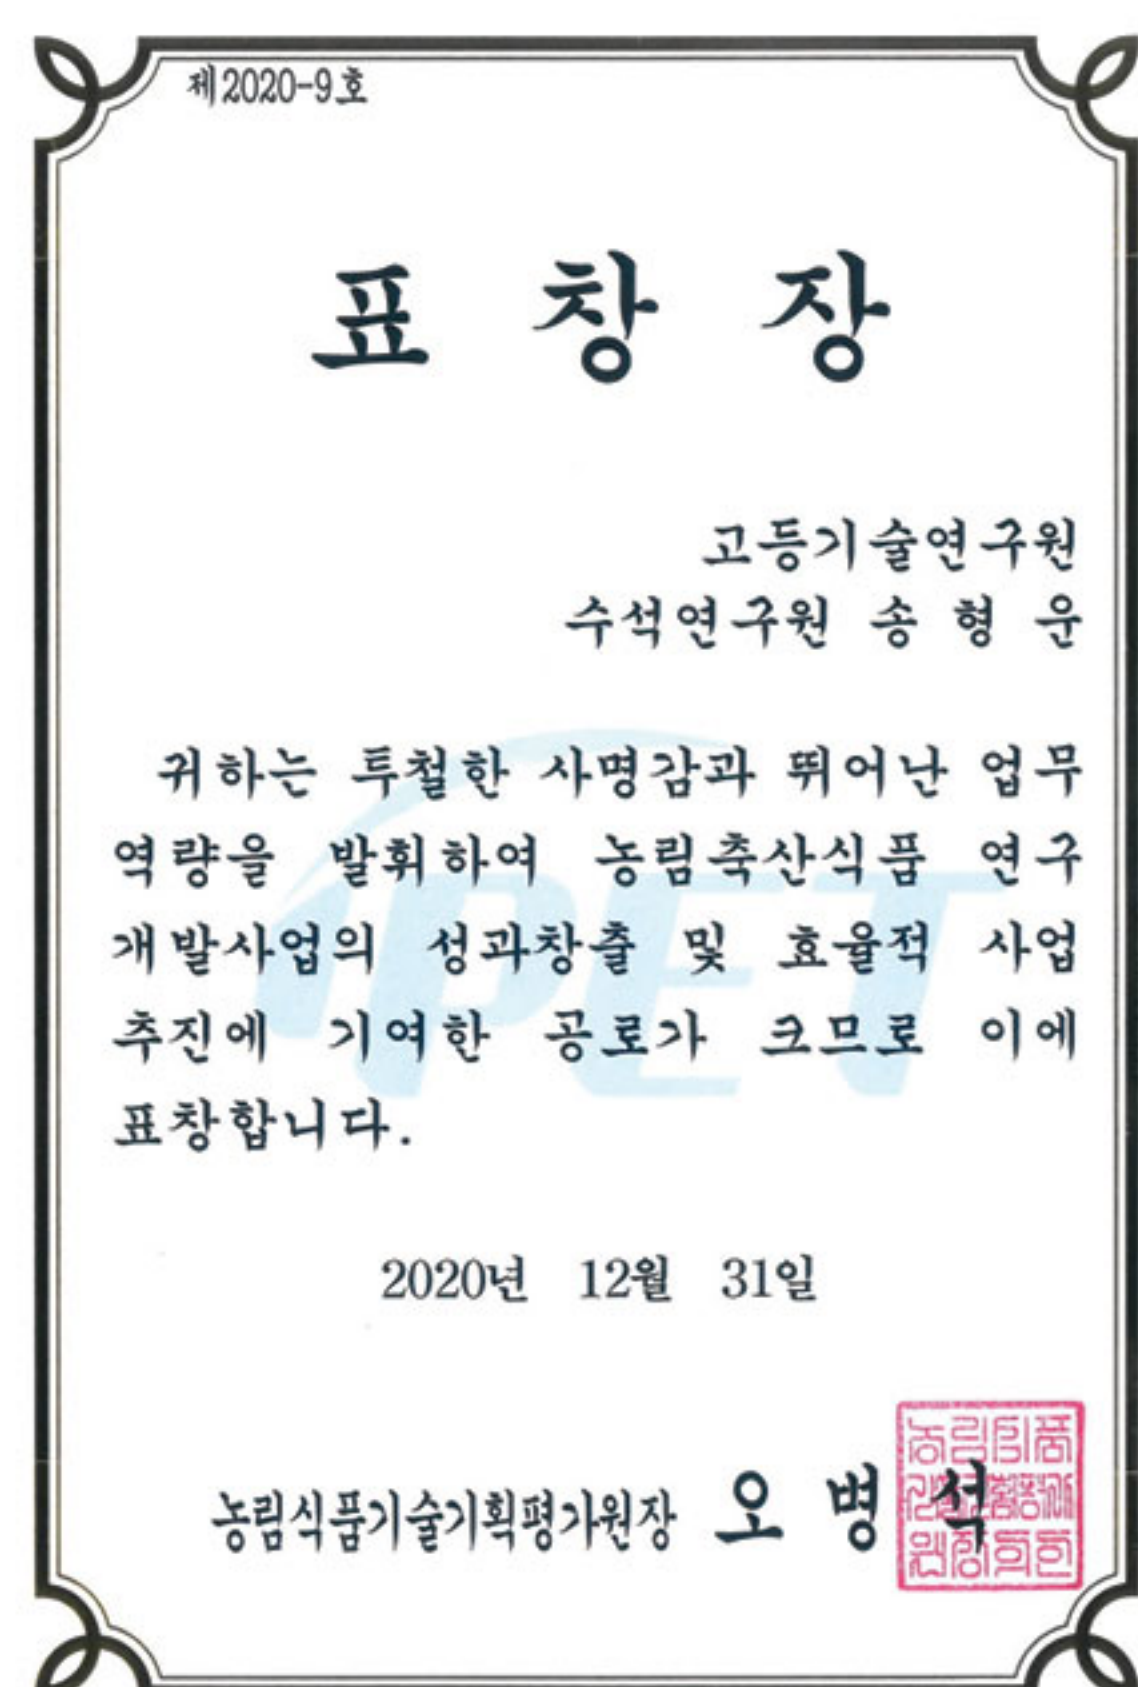 제2020-9호
표 창 장
고등기술연구원
수석연구원 송 형 운
귀하는 투철한 사명감과 뛰어난 업무
역량을 발휘하여 농림축산식품 연구
개발사업의 성과창출 및 효율적 사업
추진에 기여한 공로가 크므로 이에
표창합니다.
IPET
2020년 12월 31일
농림식품기술기획평가원장 오 병 석